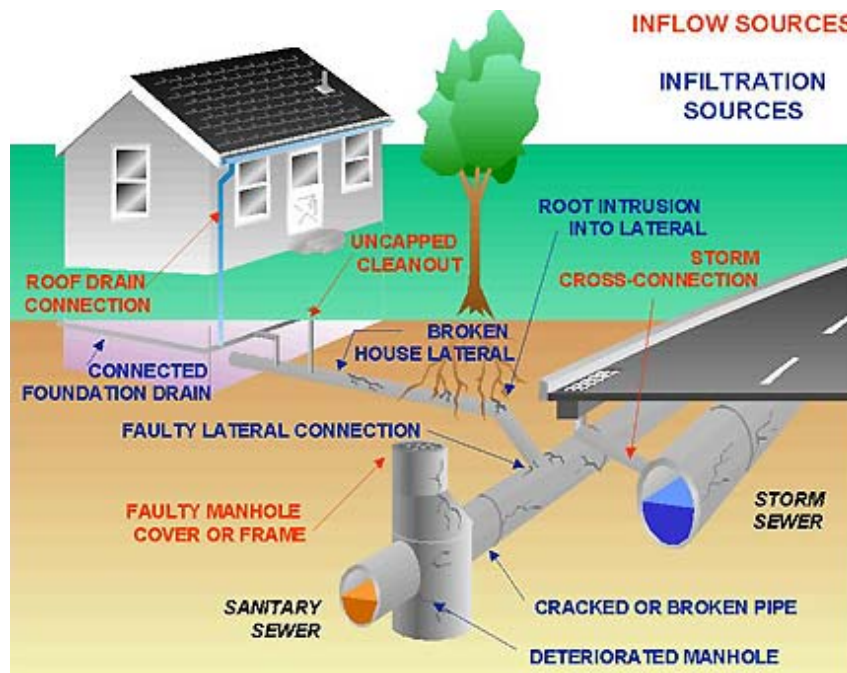 INFLOW SOURCES
INFILTRATION
SOURCES
ROOT INTRUSION
INTO LATERAL
UNCAPPED
CLEANOUT
STORM
CROSS-CONNECTION
ROOF DRAIN
CONNECTION
BROKEN
HOUSE LATERAL
CONNECTED
FOUNDATION DRAIN
FAULTY LATERAL CONNECTION
FAULTY MANHOLE
COVER OR FRAME
STORM
SEWER
SANITARY
SEWER
CRACKED OR BROKEN PIPE
DETERIORATED MANHOLE